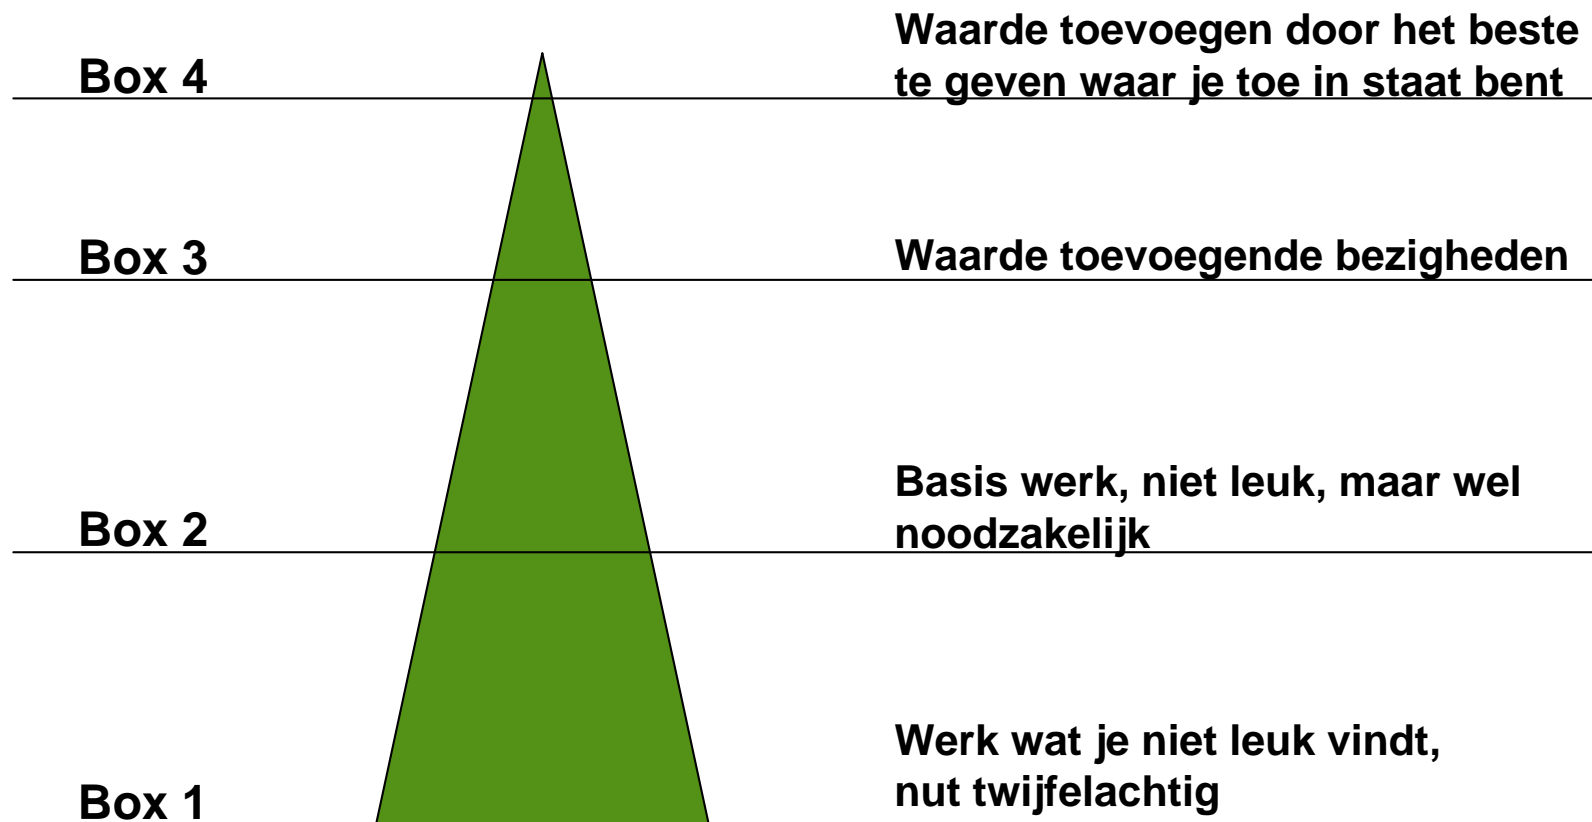 Box 4
Waarde toevoegen door het beste
te geven waar je toe in staat bent
Box 3
Waarde toevoegende bezigheden
Box 2
Basis werk, niet leuk, maar wel
noodzakelijk
Box 1
Werk wat je niet leuk vindt,
nut twijfelachtig